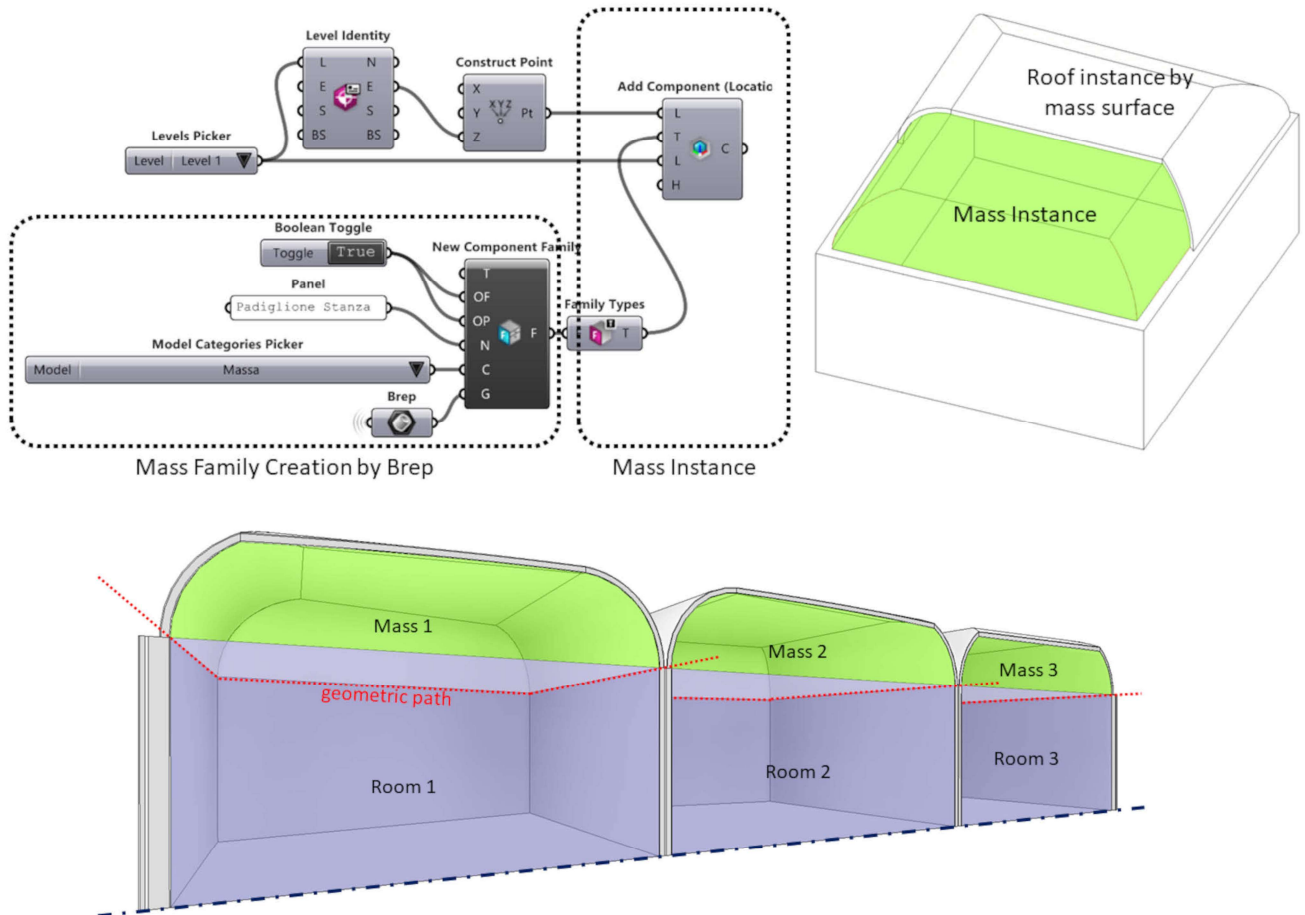 Level Identity
L N
E E
S S
BS BS
Construct Point
X
Y XYZ Pt
Z
Add Component (Locatio
L
T
L C
H
Levels Picker
Level Level 1
Boolean Toggle
Toggle True
Panel
Padiglione Stanza
Model Categories Picker
Model Massa
Brep
New Component Family
T
OF
OP
N F
C
G
Family Types
T
Mass Family Creation by Brep
Mass Instance
Roof instance by
mass surface
Mass Instance
Mass 1
Mass 2
Mass 3
geometric path
Room 1
Room 2
Room 3